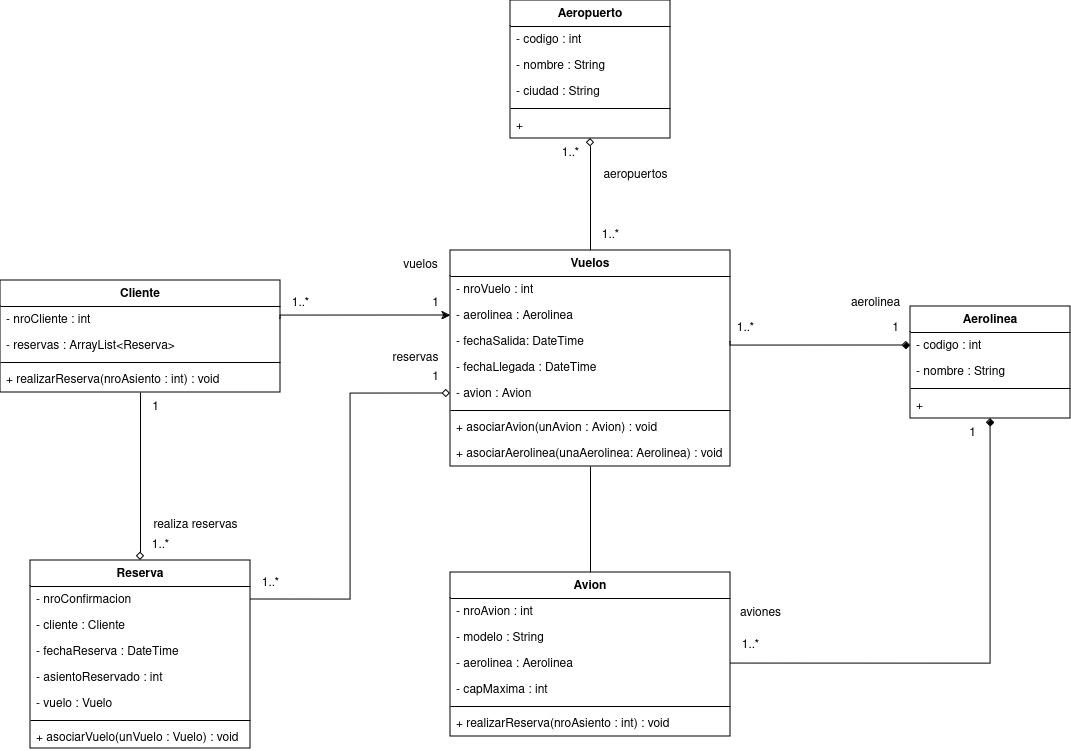 Aeropuerto
- codigo : int
- nombre : String
- ciudad : String
+
1..*
aeropuertos
1..*
Cliente
- nroCliente : int
- reservas : ArrayList<Reserva>
+ realizarReserva(nroAsiento : int) : void
1..*
vuelos
1
reservas
1
Vuelos
- nroVuelo : int
- aerolinea : Aerolinea
- fechaSalida: DateTime
- fechaLlegada : DateTime
- avion : Avion
+ asociarAvion(unAvion : Avion) : void
+ asociarAerolinea(unaAerolinea: Aerolinea) : void
1..*
aerolinea
1
Aerolinea
- codigo : int
- nombre : String
+
1
1
realiza reservas
1..*
Reserva
- nroConfirmacion
- cliente : Cliente
- fechaReserva : DateTime
- asientoReservado : int
- vuelo : Vuelo
+ asociarVuelo(unVuelo : Vuelo) : void
1..*
Avion
- nroAvion : int
- modelo : String
- aerolinea : Aerolinea
- capMaxima : int
+ realizarReserva(nroAsiento : int) : void
aviones
1..*